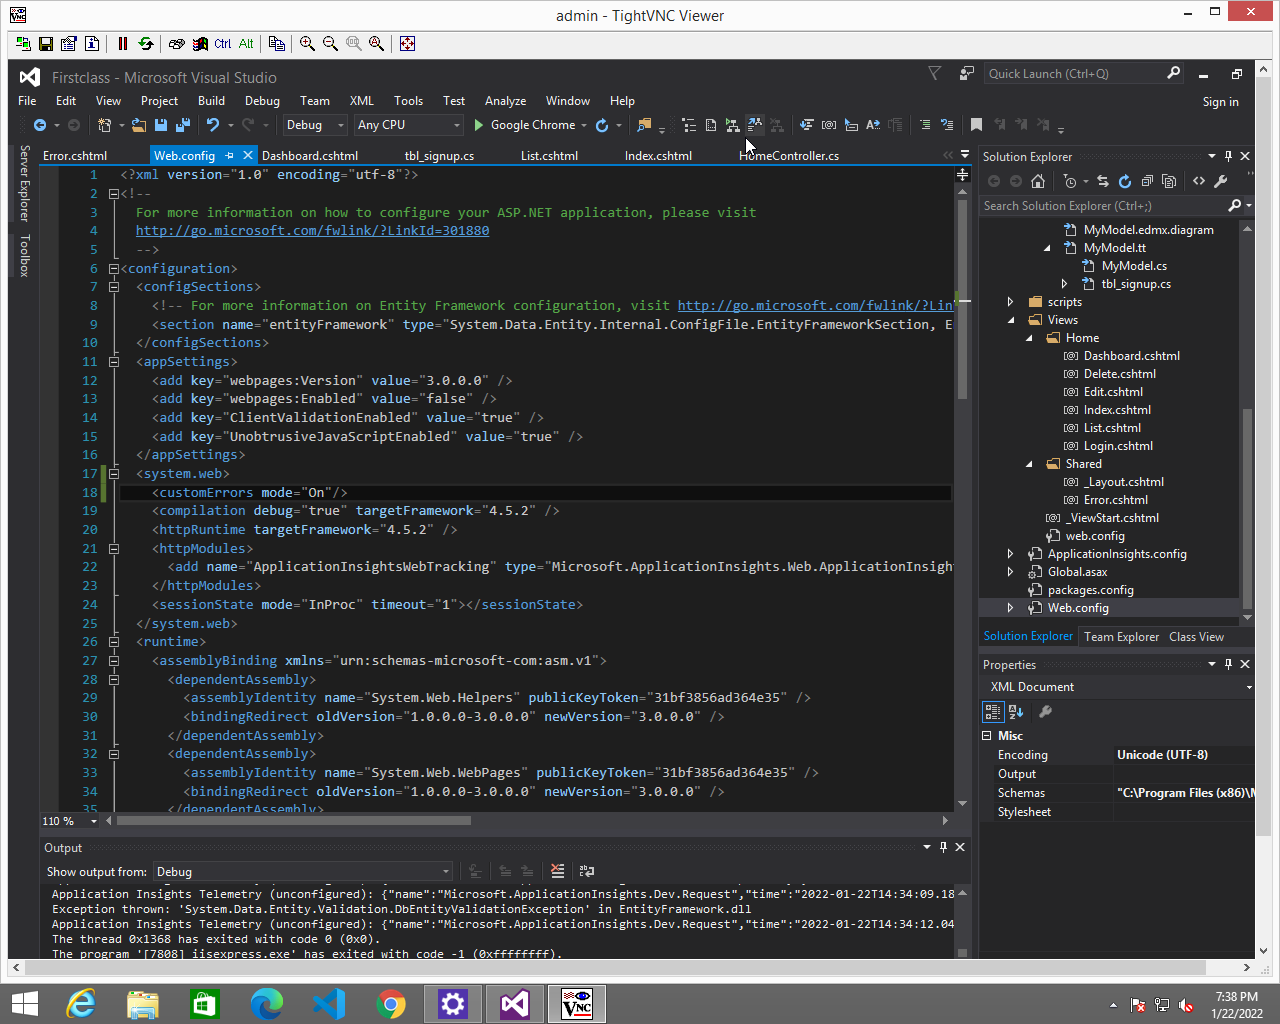 admin - TightVNC Viewer
Ctrl Alt
Firstclass - Microsoft Visual Studio
Quick Launch (Ctrl+Q)
File Edit View Project Build Debug Team XML Tools Test Analyze Window Help
Sign in
Debug Any CPU Google Chrome
Server Explorer
Toolbox
Error.cshtml Web.config Dashboard.cshtml tbl_signup.cs List.cshtml Index.cshtml HomeController.cs
1 <?xml version="1.0" encoding="utf-8"?>
2 <!--
3 For more information on how to configure your ASP.NET application, please visit
4 http://go.microsoft.com/fwlink/?LinkId=301880
5 -->
6 <configuration>
7 <configSections>
8 <!-- For more information on Entity Framework configuration, visit http://go.microsoft.com/fwlink/?Lin
9 <section name="entityFramework" type="System.Data.Entity.Internal.ConfigFile.EntityFrameworkSection, E
10 </configSections>
11 <appSettings>
12 <add key="webpages:Version" value="3.0.0.0" />
13 <add key="webpages:Enabled" value="false" />
14 <add key="ClientValidationEnabled" value="true" />
15 <add key="UnobtrusiveJavaScriptEnabled" value="true" />
16 </appSettings>
17 <system.web>
18 <customErrors mode="On"/>
19 <compilation debug="true" targetFramework="4.5.2" />
20 <httpRuntime targetFramework="4.5.2" />
21 <httpModules>
22 <add name="ApplicationInsightsWebTracking" type="Microsoft.ApplicationInsights.Web.ApplicationInsigh
23 </httpModules>
24 <sessionState mode="InProc" timeout="1"></sessionState>
25 </system.web>
26 <runtime>
27 <assemblyBinding xmlns="urn:schemas-microsoft-com:asm.v1">
28 <dependentAssembly>
29 <assemblyIdentity name="System.Web.Helpers" publicKeyToken="31bf3856ad364e35" />
30 <bindingRedirect oldVersion="1.0.0.0-3.0.0.0" newVersion="3.0.0.0" />
31 </dependentAssembly>
32 <dependentAssembly>
33 <assemblyIdentity name="System.Web.WebPages" publicKeyToken="31bf3856ad364e35" />
34 <bindingRedirect oldVersion="1.0.0.0-3.0.0.0" newVersion="3.0.0.0" />
35 </dependentAssembly>
110 %
Output
Show output from: Debug
Application Insights Telemetry (unconfigured): {"name":"Microsoft.ApplicationInsights.Dev.Request","time":"2022-01-22T14:34:09.18
Exception thrown: 'System.Data.Entity.Validation.DbEntityValidationException' in EntityFramework.dll
Application Insights Telemetry (unconfigured): {"name":"Microsoft.ApplicationInsights.Dev.Request","time":"2022-01-22T14:34:12.04
The thread 0x1368 has exited with code 0 (0x0).
The program '[7808] iisexpress.exe' has exited with code -1 (0xffffffff).
Solution Explorer
Search Solution Explorer (Ctrl+;)
MyModel.edmx.diagram
MyModel.tt
MyModel.cs
tbl_signup.cs
scripts
Views
Home
Dashboard.cshtml
Delete.cshtml
Edit.cshtml
Index.cshtml
List.cshtml
Login.cshtml
Shared
_Layout.cshtml
Error.cshtml
_ViewStart.cshtml
web.config
ApplicationInsights.config
Global.asax
packages.config
Web.config
Solution Explorer Team Explorer Class View
Properties
XML Document
Misc
Encoding Unicode (UTF-8)
Output
Schemas "C:\Program Files (x86)\M
Stylesheet
7:38 PM
1/22/2022